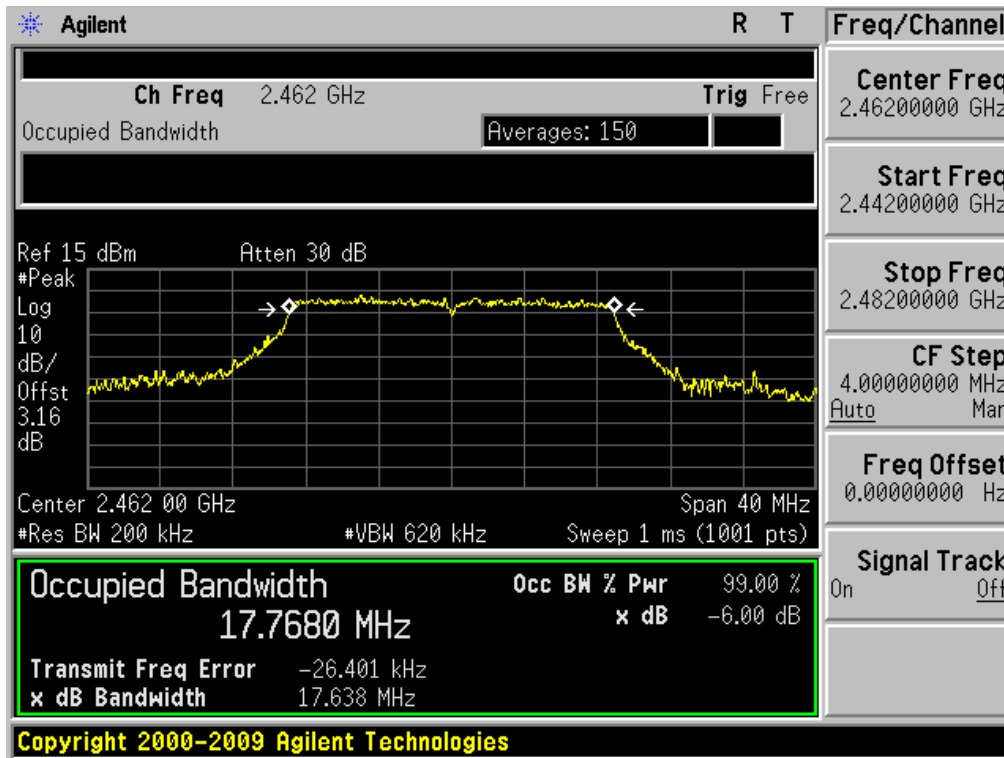 Agilent R T
Ch Freq 2.462 GHz Trig Free
Occupied Bandwidth Averages: 150
Ref 15 dBm Atten 30 dB
#Peak
Log
10
dB/
Offst
3.16
dB
Center 2.462 00 GHz Span 40 MHz
#Res BW 200 kHz #VBW 620 kHz Sweep 1 ms (1001 pts)
Occupied Bandwidth
17.7680 MHz
Occ BW % Pwr 99.00 %
x dB -6.00 dB
Transmit Freq Error -26.401 kHz
x dB Bandwidth 17.638 MHz
Copyright 2000-2009 Agilent Technologies
Freq/Channel
Center Freq
2.46200000 GHz
Start Freq
2.44200000 GHz
Stop Freq
2.48200000 GHz
CF Step
4.00000000 MHz
Auto Man
Freq Offset
0.00000000 Hz
Signal Track
On Off